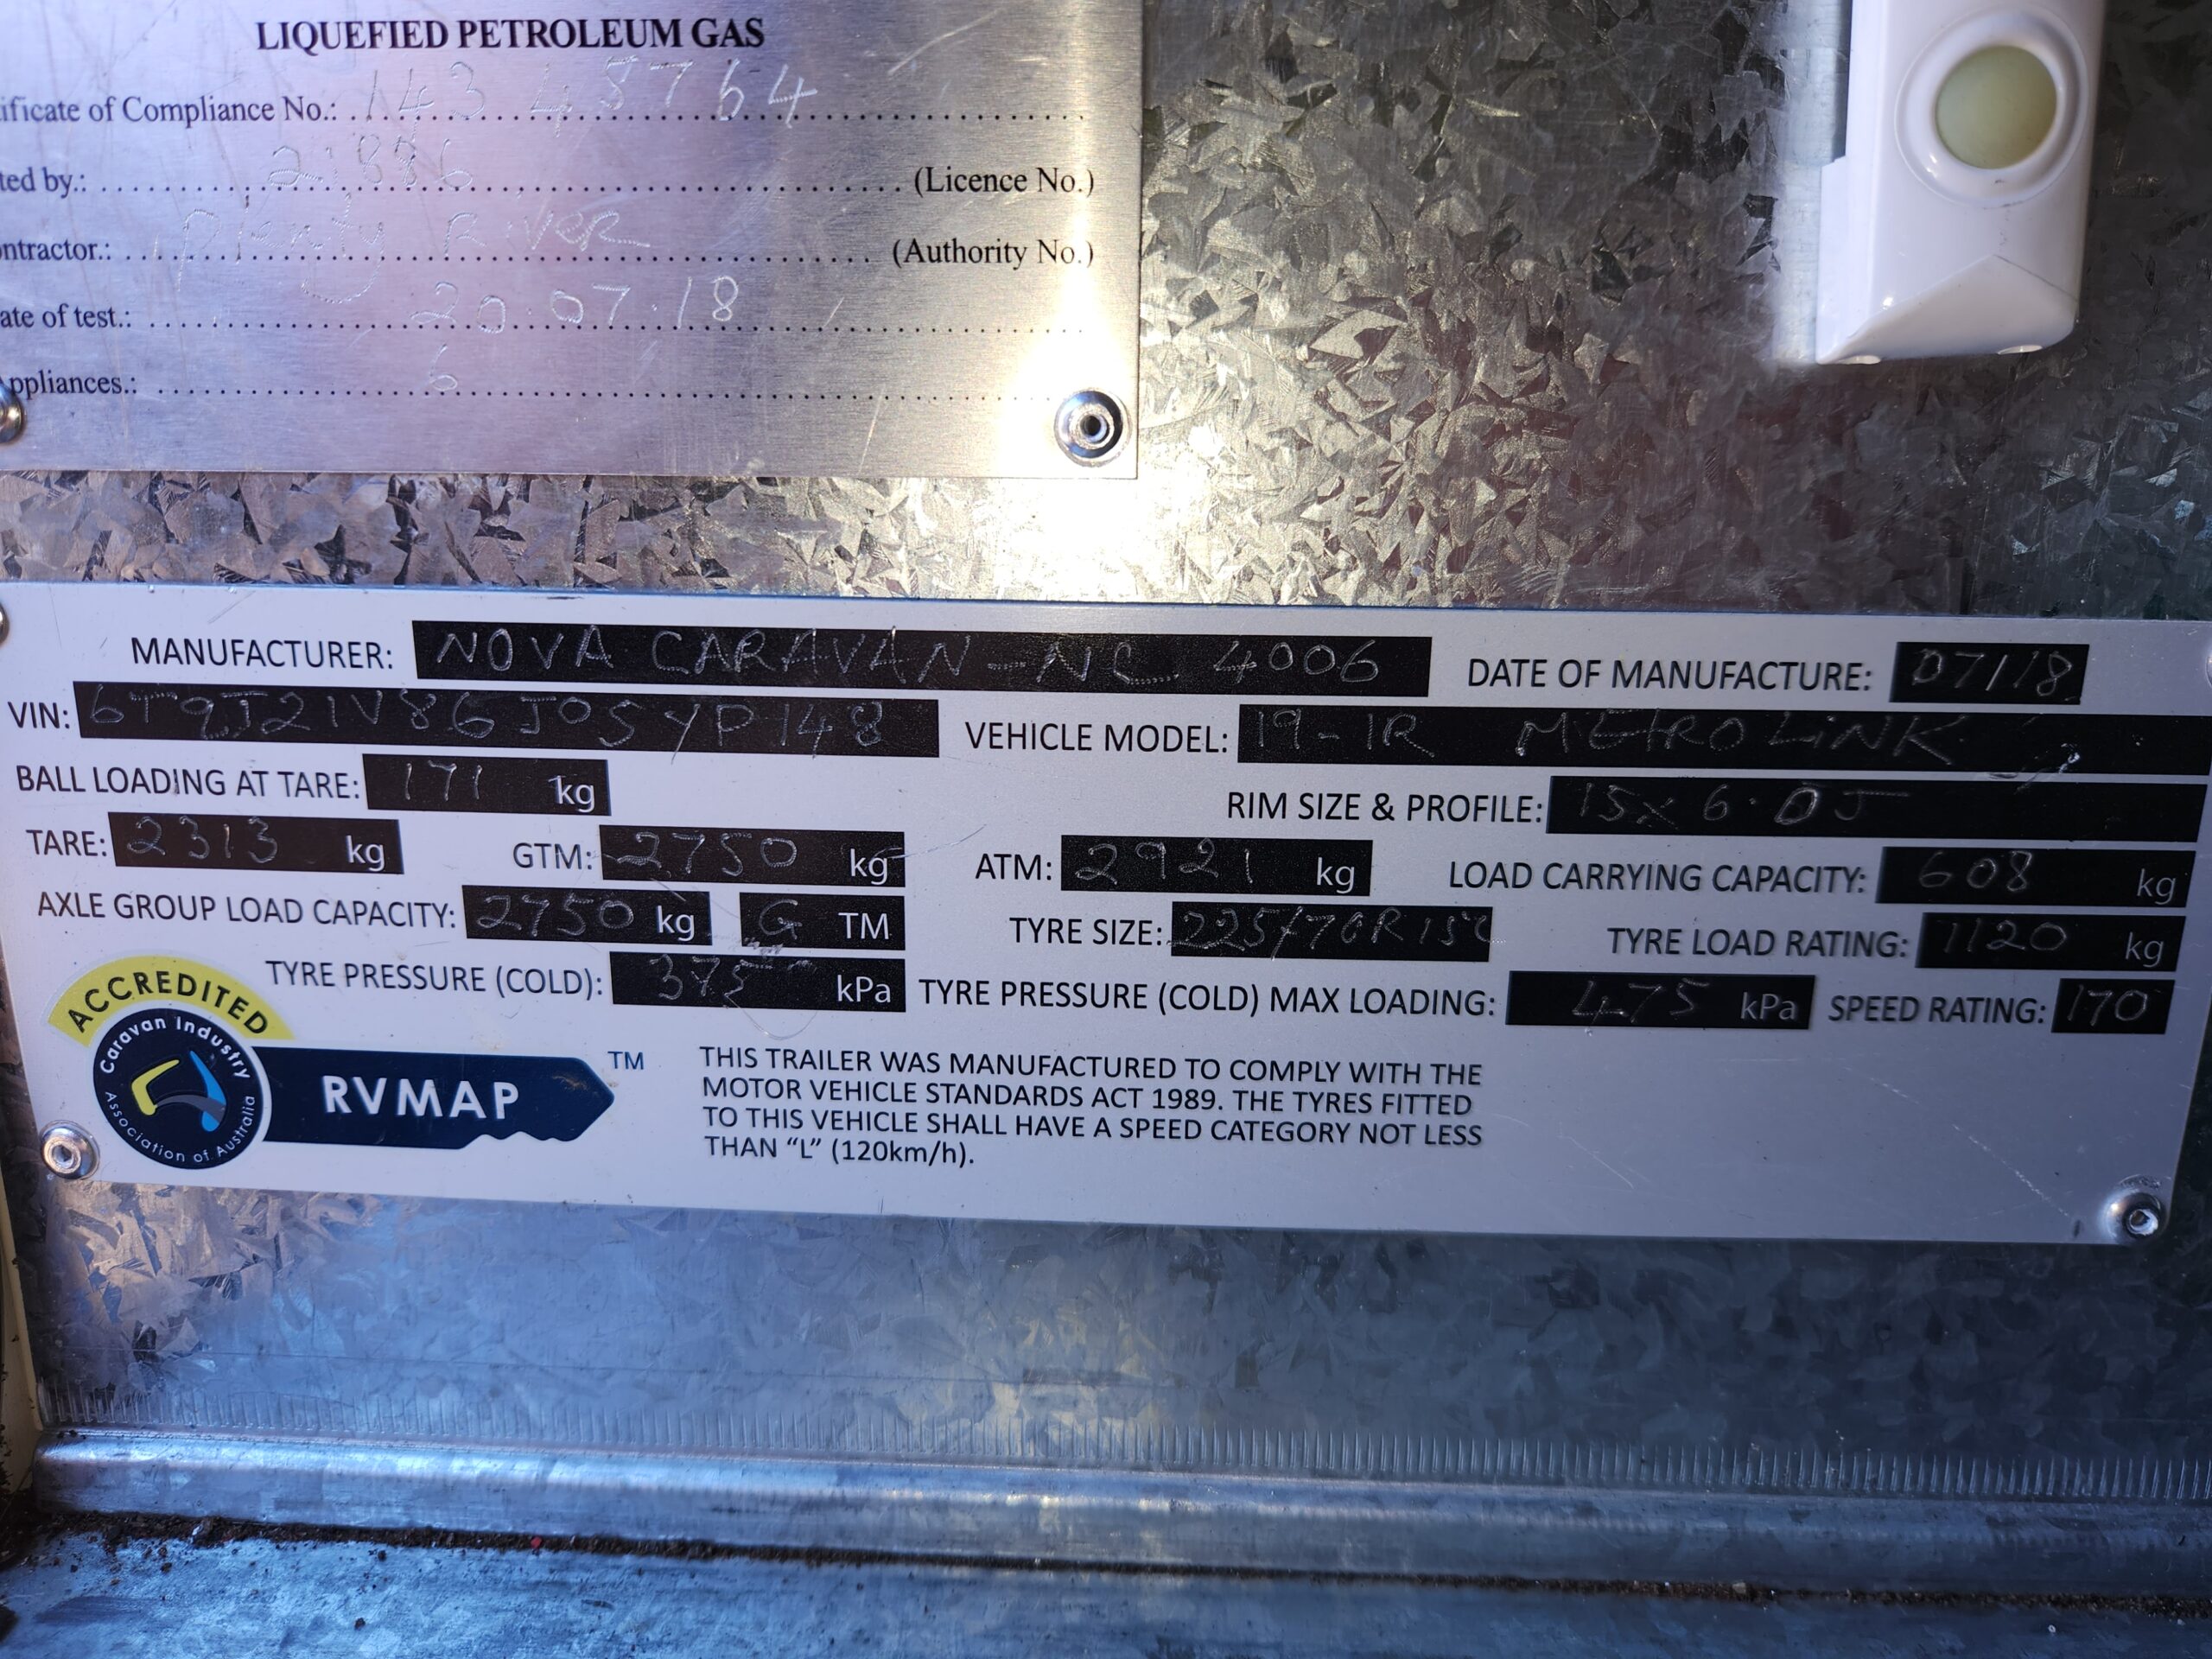 LIQUEFIED PETROLEUM GAS
ificate of Compliance No.: 143 48764
ted by.: 21886 (Licence No.)
ontractor.: Plenty River (Authority No.)
ate of test.: 20.07.18
ppliances.: 6
MANUFACTURER: NOVA CARAVAN-NC 4006 DATE OF MANUFACTURE: 07/18
VIN: 6T9J21V86J0SYP148 VEHICLE MODEL: 19-1R METROLiNK
BALL LOADING AT TARE: 171 kg RIM SIZE & PROFILE: 15x6.0J
TARE: 2313 kg GTM: 2750 kg ATM: 2921 kg LOAD CARRYING CAPACITY: 608 kg
AXLE GROUP LOAD CAPACITY: 2750 kg G TM TYRE SIZE: 225/70R15C TYRE LOAD RATING: 1120 kg
TYRE PRESSURE (COLD): 375 kPa TYRE PRESSURE (COLD) MAX LOADING: 475 kPa SPEED RATING: 170
ACCREDITED
Caravan Industry Association of Australia
RVMAP TM
THIS TRAILER WAS MANUFACTURED TO COMPLY WITH THE
MOTOR VEHICLE STANDARDS ACT 1989. THE TYRES FITTED
TO THIS VEHICLE SHALL HAVE A SPEED CATEGORY NOT LESS
THAN “L” (120km/h).